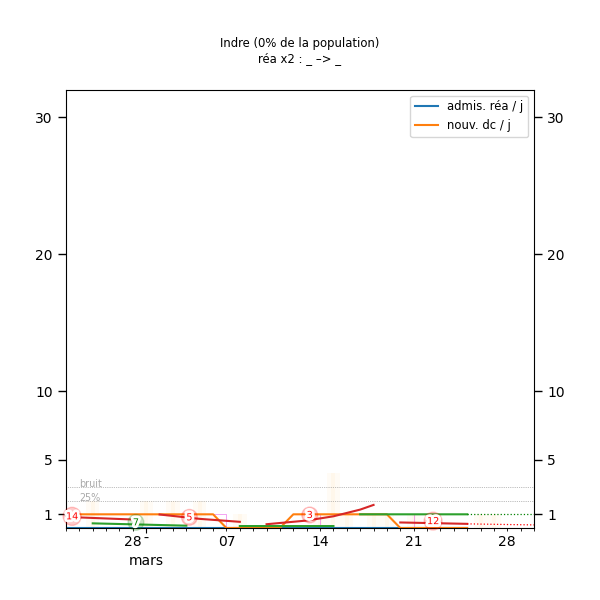 Indre (0% de la population)
réa x2 : _ –> _
admis. réa / j
nouv. dc / j
30 30
20 20
10 10
5 5
bruit
25%
1 1
14 7 5 3 12
28 07 14 21 28
mars